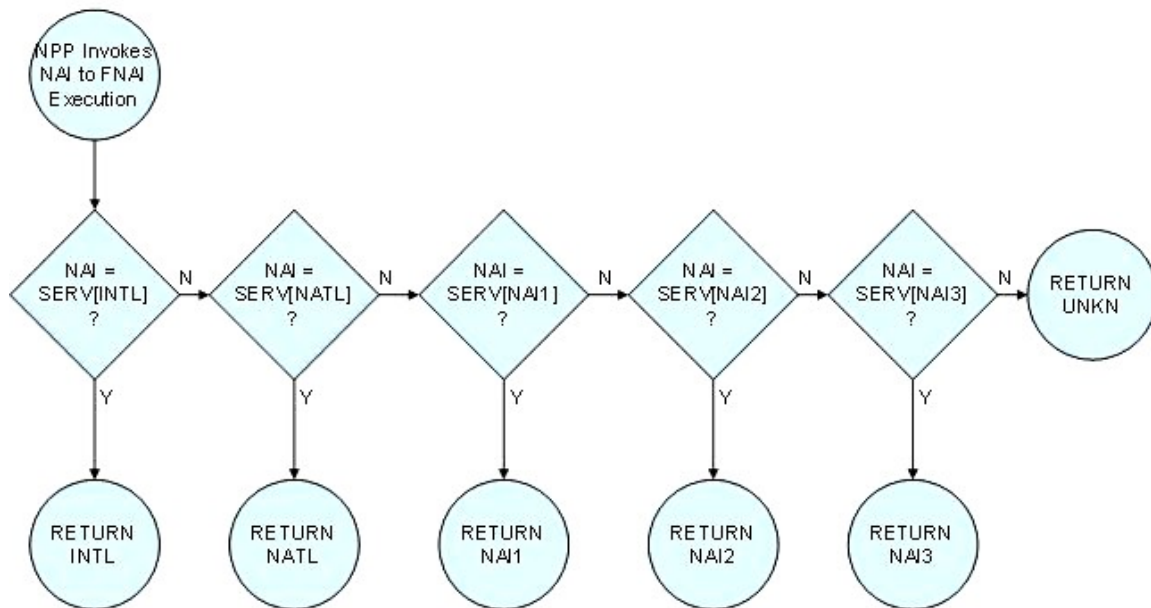 NPP Invokes
NAI to FNAI
Execution
NAI =
SERV[INTL]
?
N
NAI =
SERV[NATL]
?
N
NAI =
SERV[NAI1]
?
N
NAI =
SERV[NAI2]
?
N
NAI =
SERV[NAI3]
?
N
RETURN
UNKN
Y
Y
Y
Y
Y
RETURN
INTL
RETURN
NATL
RETURN
NAI1
RETURN
NAI2
RETURN
NAI3